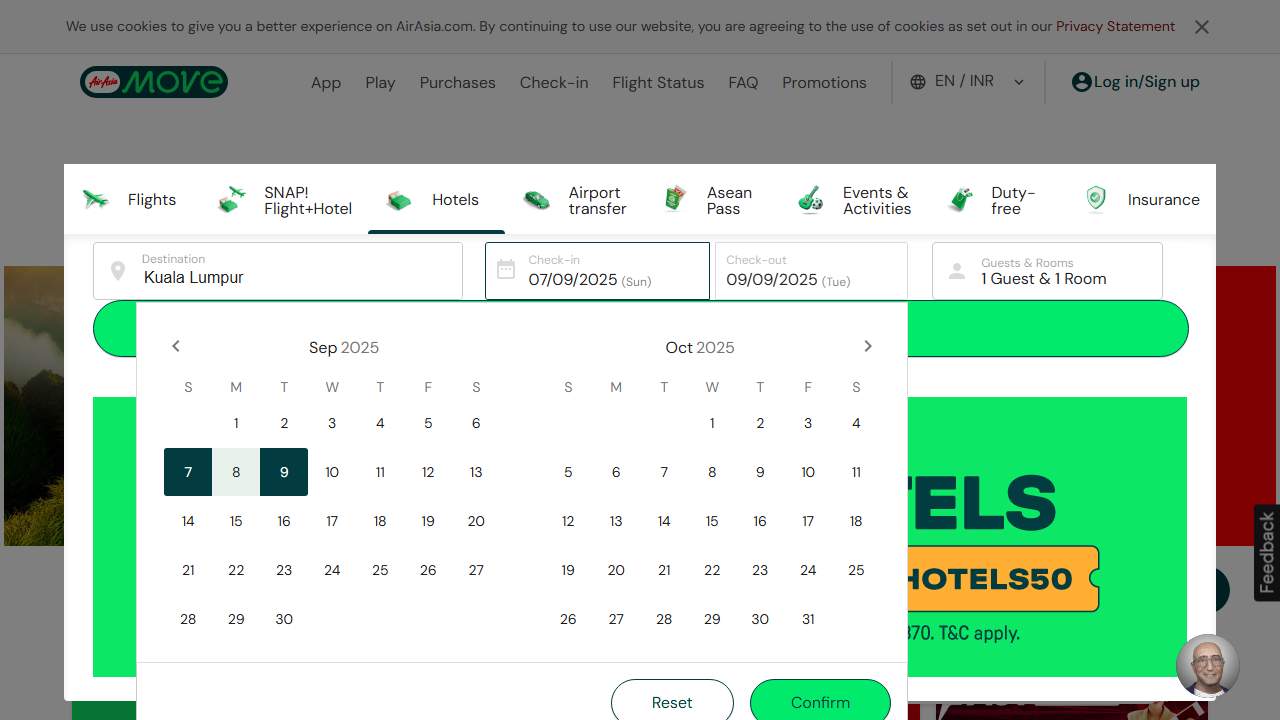 We use cookies to give you a better experience on AirAsia.com. By continuing to use our website, you are agreeing to the use of cookies as set out in our Privacy Statement
AirAsia move
App Play Purchases Check-in Flight Status FAQ Promotions EN / INR Log in/Sign up
Flights
SNAP!
Flight+Hotel
Hotels
Airport
transfer
Asean
Pass
Events &
Activities
Duty-
free
Insurance
Destination
Kuala Lumpur
Check-in
07/09/2025 (Sun)
Check-out
09/09/2025 (Tue)
Guests & Rooms
1 Guest & 1 Room
Sep 2025
S M T W T F S
1 2 3 4 5 6
7 8 9 10 11 12 13
14 15 16 17 18 19 20
21 22 23 24 25 26 27
28 29 30
Oct 2025
S M T W T F S
1 2 3 4
5 6 7 8 9 10 11
12 13 14 15 16 17 18
19 20 21 22 23 24 25
26 27 28 29 30 31
Reset
Confirm
TELS
HOTELS50
370. T&C apply.
Feedback